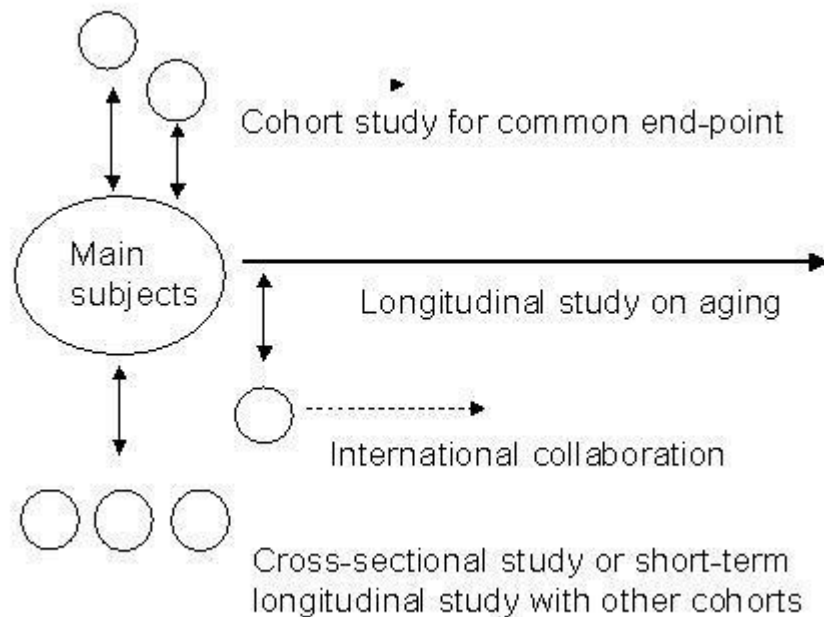 Cohort study for common end-point
Main
subjects
Longitudinal study on aging
International collaboration
Cross-sectional study or short-term
longitudinal study with other cohorts